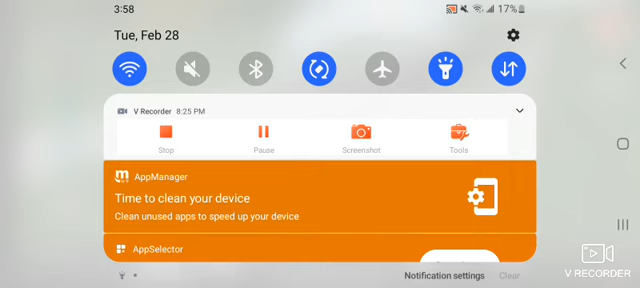 3:58
17%
Tue, Feb 28
V Recorder 8:25 PM
Stop
Pause
Screenshot
Tools
AppManager
Time to clean your device
Clean unused apps to speed up your device
AppSelector
Notification settings
Clear
V RECORDER